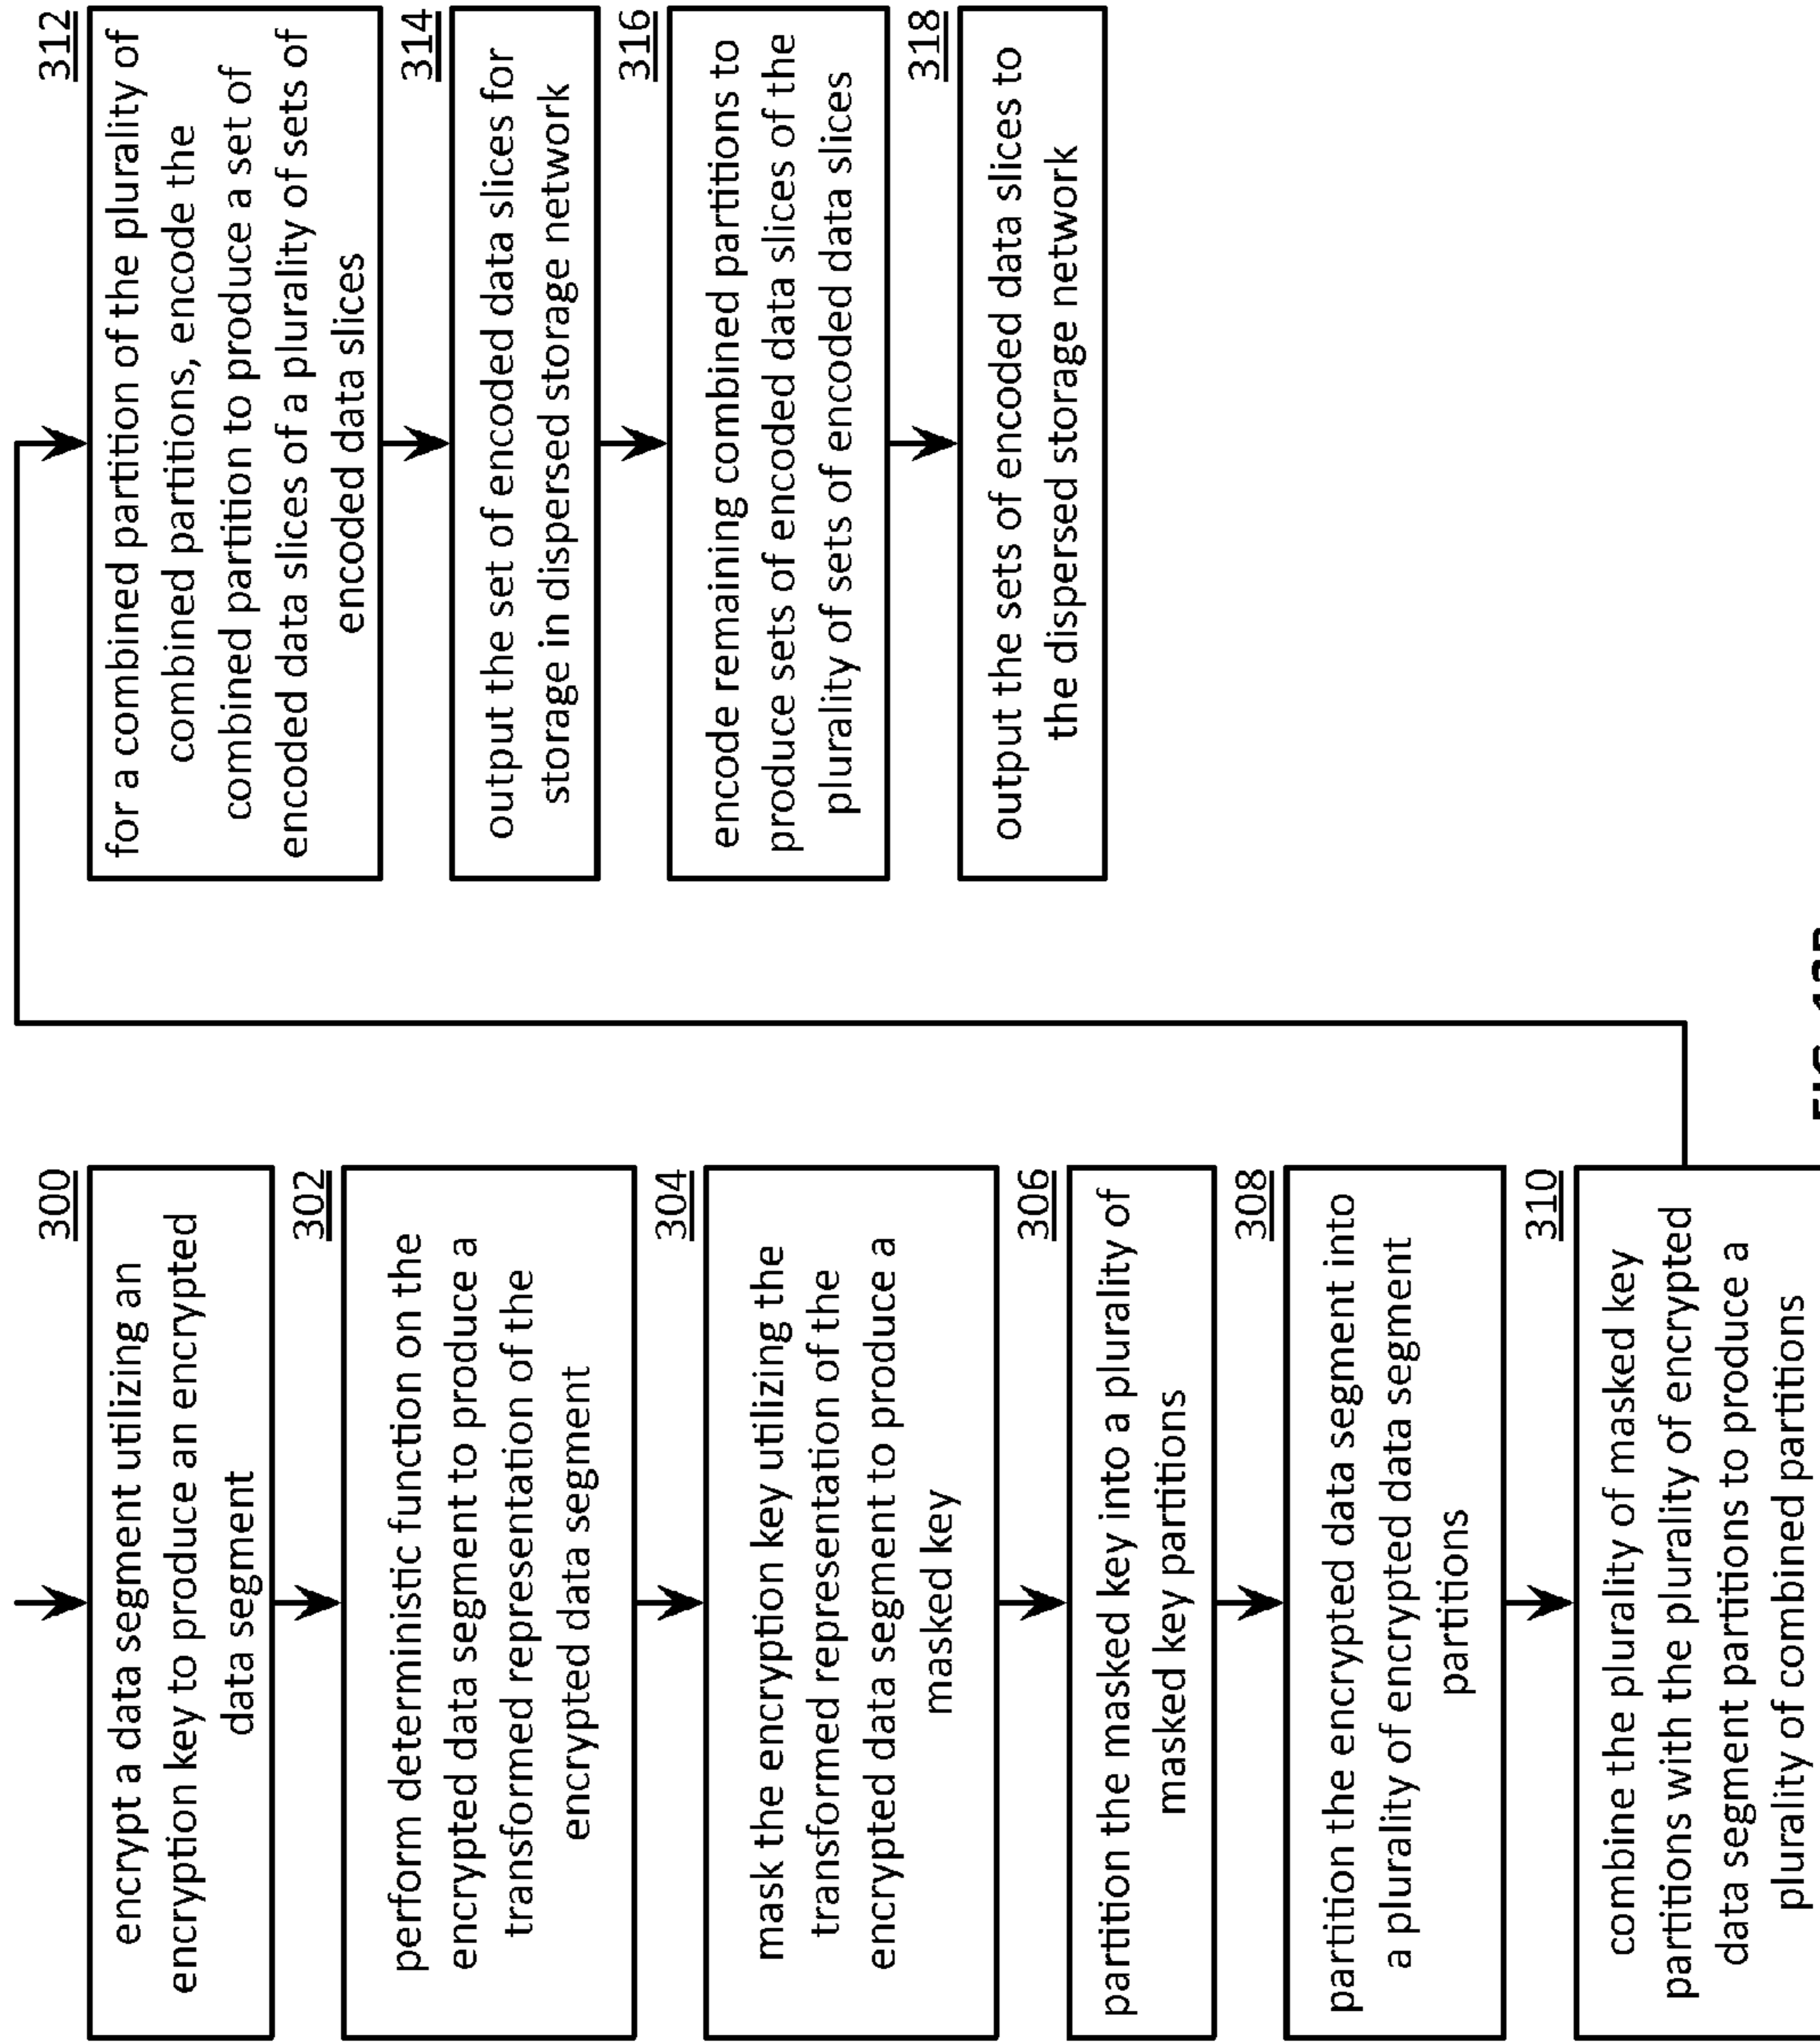 300
encrypt a data segment utilizing an
encryption key to produce an encrypted
data segment
302
perform deterministic function on the
encrypted data segment to produce a
transformed representation of the
encrypted data segment
304
mask the encryption key utilizing the
transformed representation of the
encrypted data segment to produce a
masked key
306
partition the masked key into a plurality of
masked key partitions
308
partition the encrypted data segment into
a plurality of encrypted data segment
partitions
310
combine the plurality of masked key
partitions with the plurality of encrypted
data segment partitions to produce a
plurality of combined partitions
312
for a combined partition of the plurality of
combined partitions, encode the
combined partition to produce a set of
encoded data slices of a plurality of sets of
encoded data slices
314
output the set of encoded data slices for
storage in dispersed storage network
316
encode remaining combined partitions to
produce sets of encoded data slices of the
plurality of sets of encoded data slices
318
output the sets of encoded data slices to
the dispersed storage network